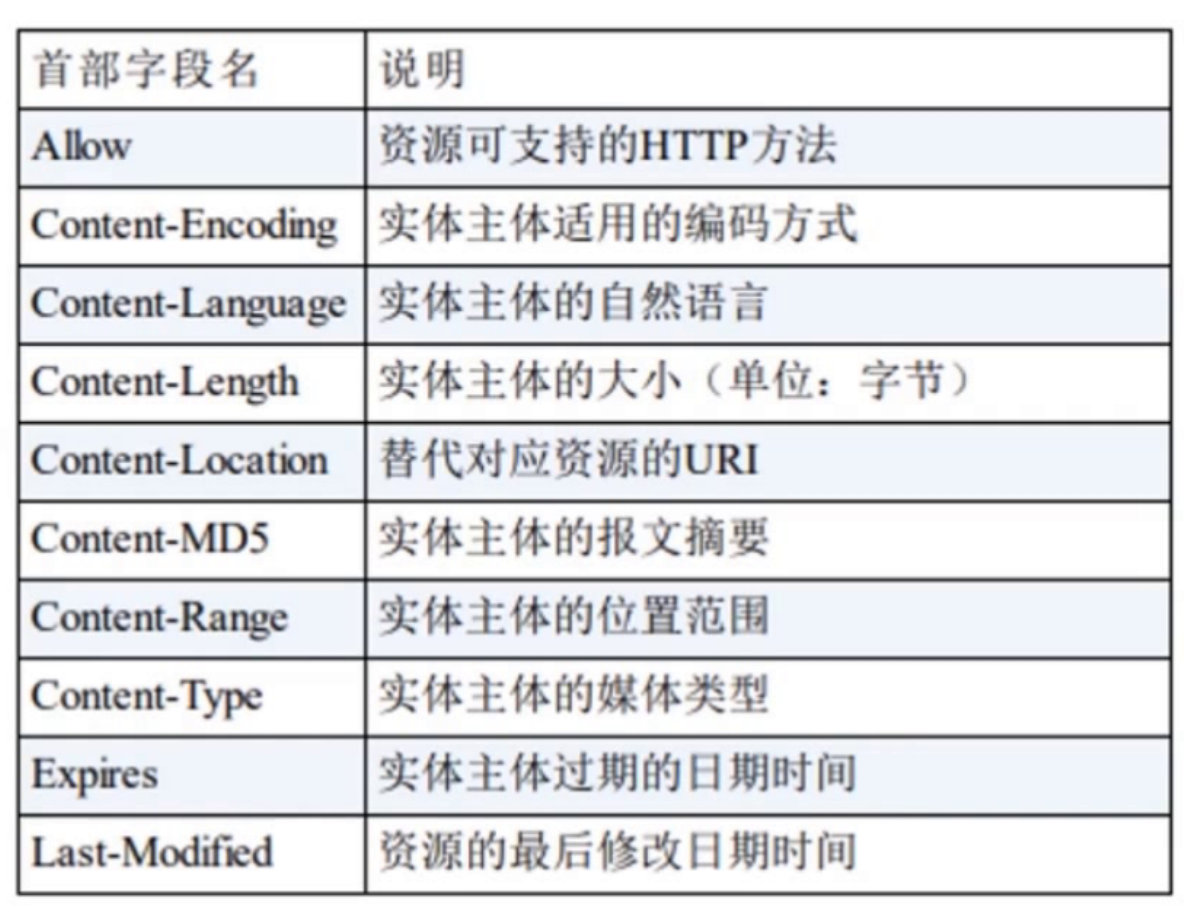 首部字段名 说明
Allow 资源可支持的HTTP方法
Content-Encoding 实体主体适用的编码方式
Content-Language 实体主体的自然语言
Content-Length 实体主体的大小（单位：字节）
Content-Location 替代对应资源的URI
Content-MD5 实体主体的报文摘要
Content-Range 实体主体的位置范围
Content-Type 实体主体的媒体类型
Expires 实体主体过期的日期时间
Last-Modified 资源的最后修改日期时间